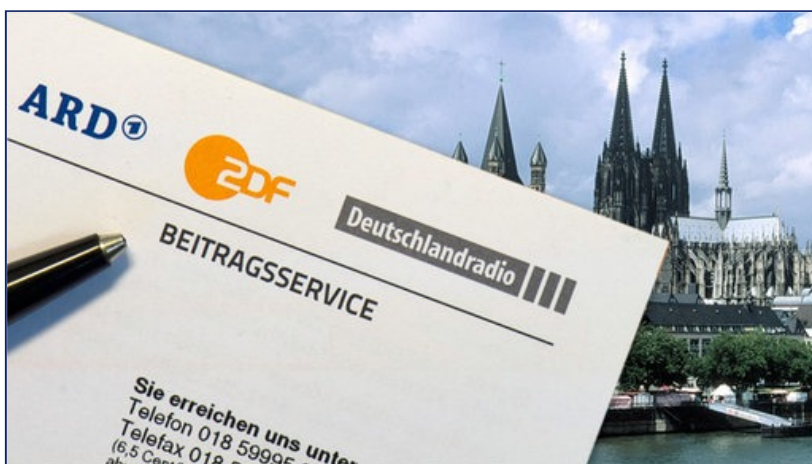 ARD
ZDF
Deutschlandradio
BEITRAGSSERVICE
Sie erreichen uns unter
Telefon 018 59995
Telefax 018
(6,5 Cent